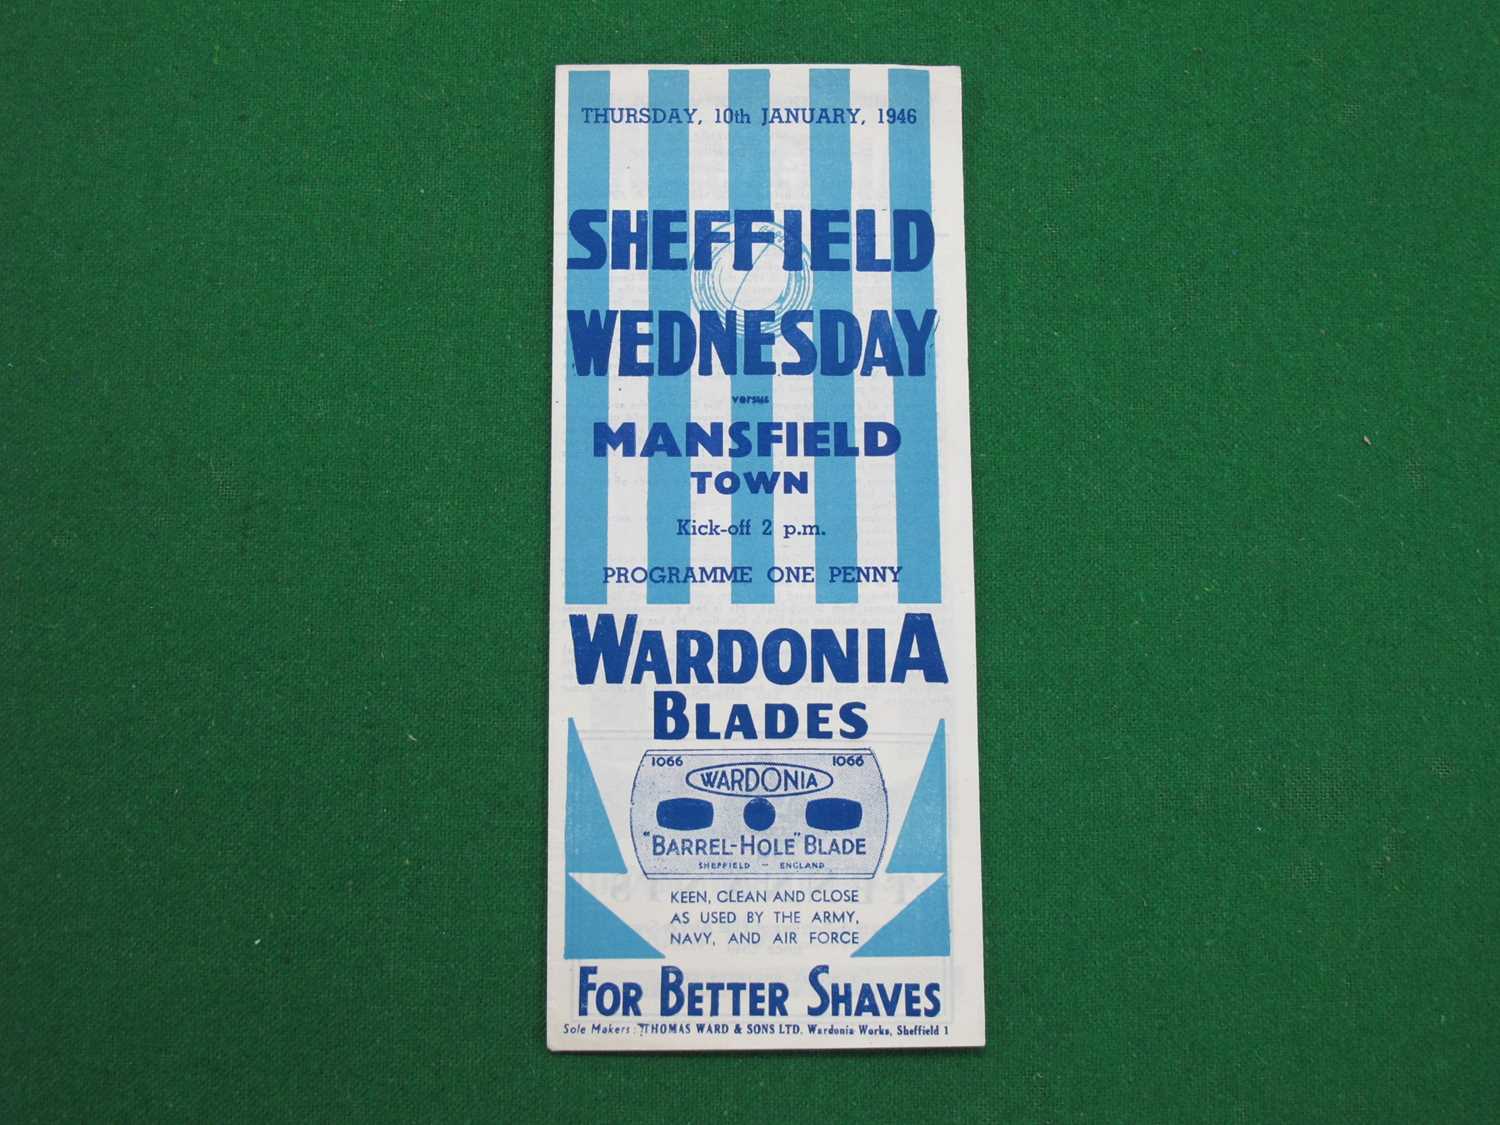 THURSDAY, 10th JANUARY, 1946
SHEFFIELD
WEDNESDAY
versus
MANSFIELD
TOWN
Kick-off 2 p.m.
PROGRAMME ONE PENNY
WARDONIA
BLADES
1066 1066
WARDONIA
"BARREL-HOLE" BLADE
SHEFFIELD - ENGLAND
KEEN, CLEAN AND CLOSE
AS USED BY THE ARMY,
NAVY, AND AIR FORCE
FOR BETTER SHAVES
Sole Makers: THOMAS WARD & SONS LTD. Wardonia Works, Sheffield 1